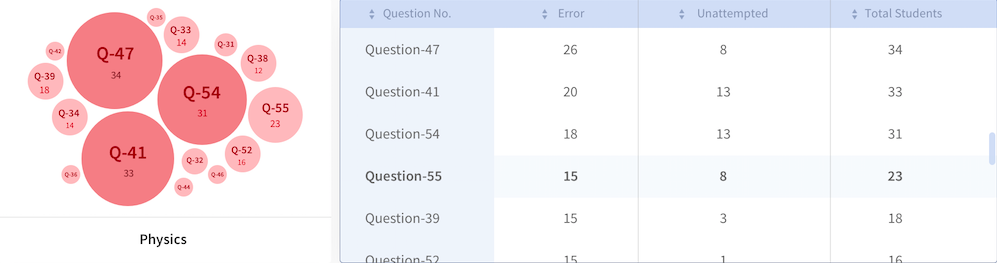 Q-35
Q-33
14
Q-31
Q-42
Q-47
34
Q-38
12
Q-39
18
Q-54
31
Q-55
23
Q-34
14
Q-41
33
Q-52
16
Q-32
Q-36
Q-46
Q-44
Physics
Question No. Error Unattempted Total Students
Question-47 26 8 34
Question-41 20 13 33
Question-54 18 13 31
Question-55 15 8 23
Question-39 15 3 18
Question-52 15 1 16